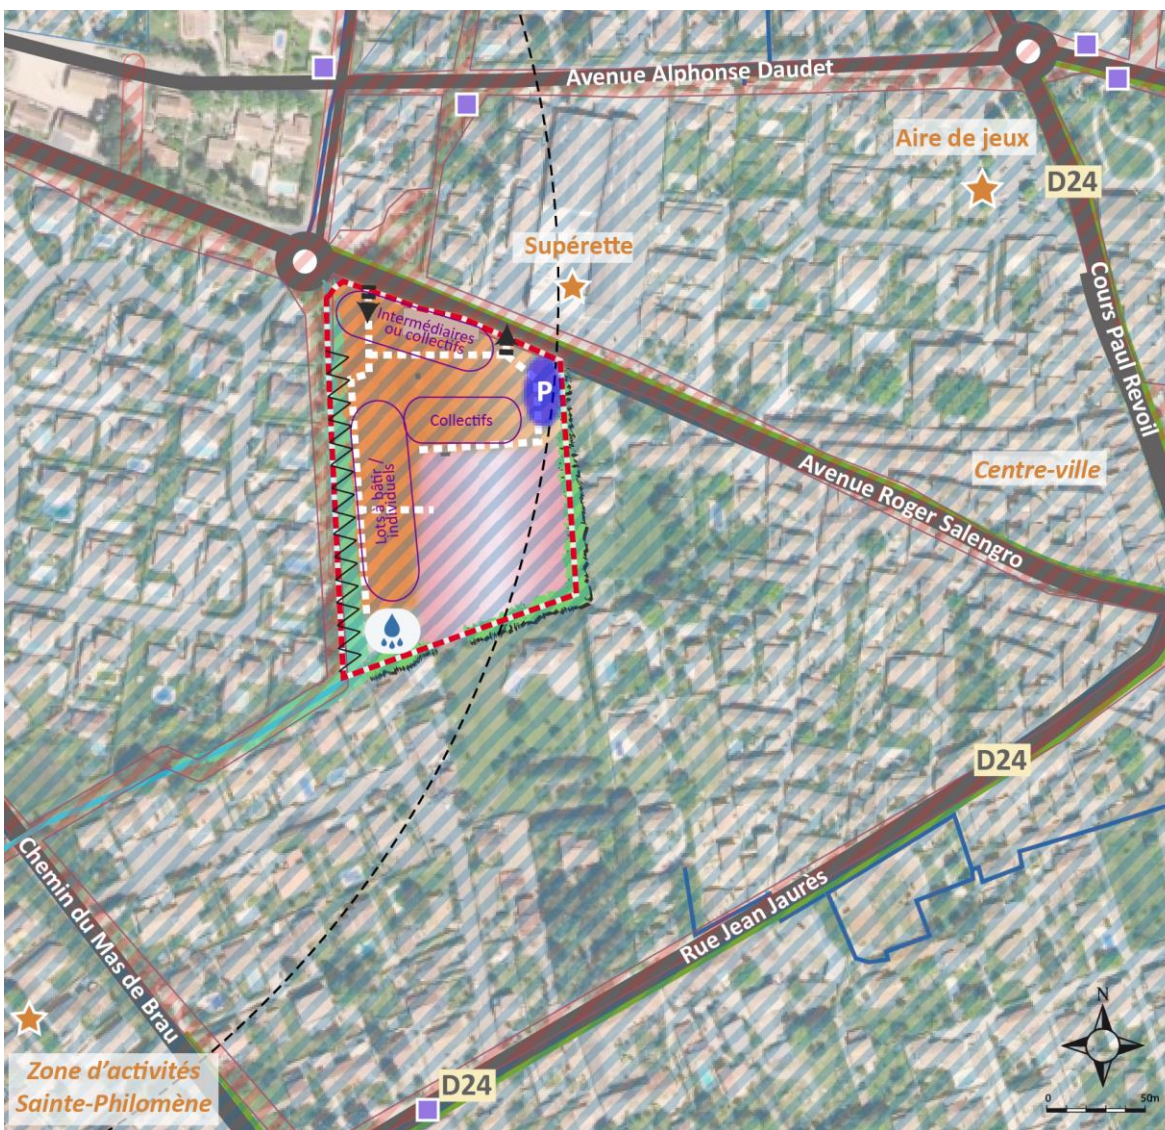 Avenue Alphonse Daudet
Aire de jeux
D24
Supérette
Cours Paul Revoil
Intermédiaires
ou collectifs
P
Collectifs
Lots à bâtir /
individuels
Centre-ville
Avenue Roger Salengro
D24
Rue Jean Jaurès
Chemin du Mas de Brau
Zone d'activités
Sainte-Philomène
D24
N
0
50m